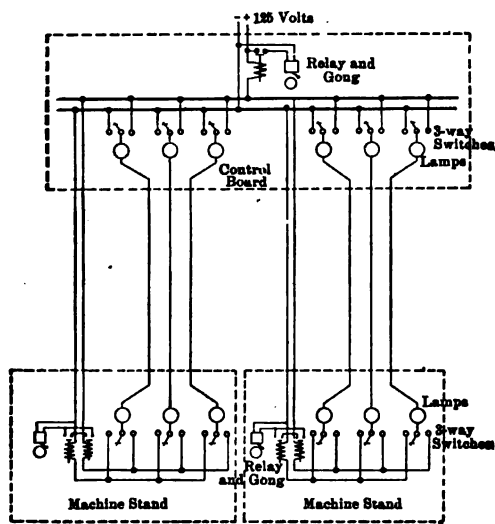 - + 125 Volts
Relay and
Gong
3-way
Switches
Lamps
Control
Board
Lamps
3-way
Switches
Relay
and Gong
Machine Stand
Machine Stand